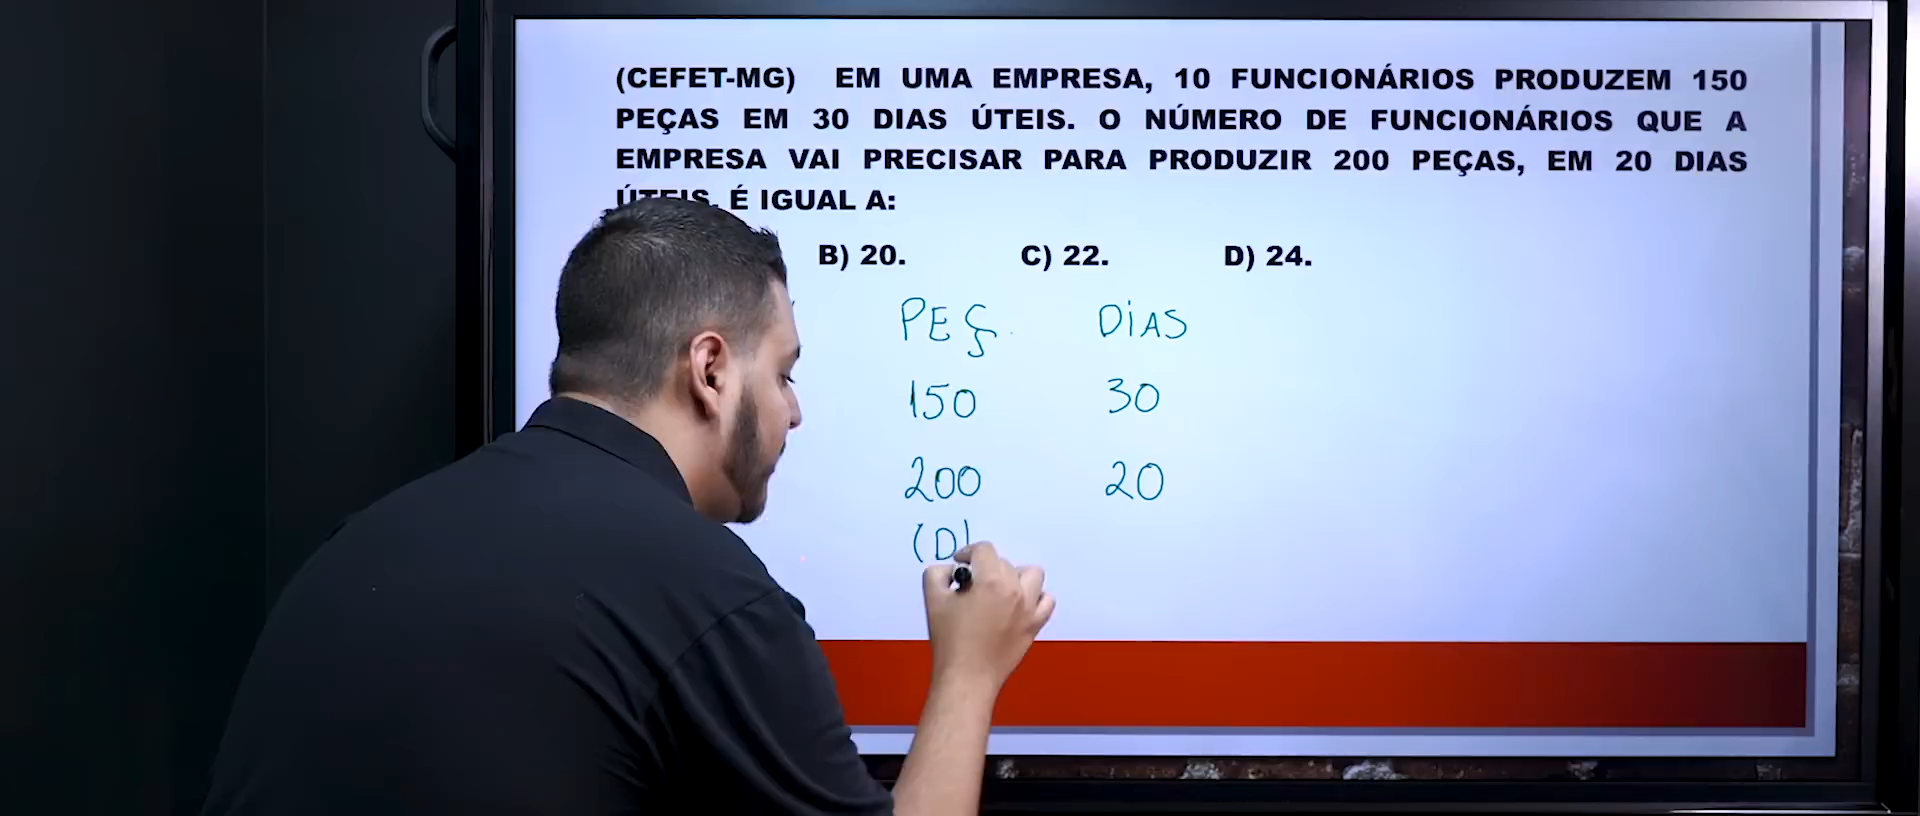 (CEFET-MG) EM UMA EMPRESA, 10 FUNCIONÁRIOS PRODUZEM 150
PEÇAS EM 30 DIAS ÚTEIS. O NÚMERO DE FUNCIONÁRIOS QUE A
EMPRESA VAI PRECISAR PARA PRODUZIR 200 PEÇAS, EM 20 DIAS
ÚTEIS, É IGUAL A:
B) 20. C) 22. D) 24.
PEÇ. DIAS
150 30
200 20
(D)